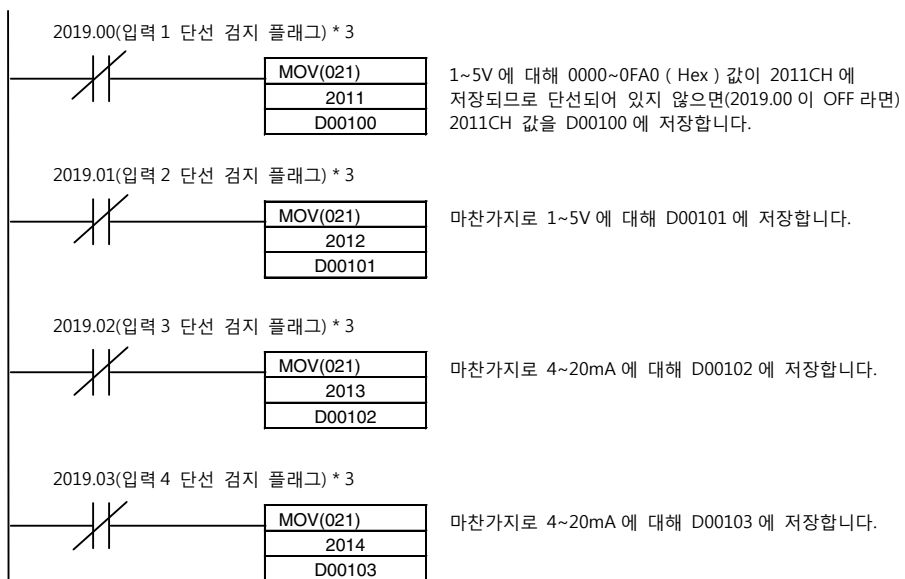 2019.00(입력1 단선 검지 플래그) * 3
MOV(021)
2011
D00100
1~5V 에 대해 0000~0FA0 ( Hex ) 값이 2011CH 에
저장되므로 단선되어 있지 않으면(2019.00 이 OFF 라면)
2011CH 값을 D00100 에 저장합니다.
2019.01(입력2 단선 검지 플래그) * 3
MOV(021)
2012
D00101
마찬가지로 1~5V 에 대해 D00101 에 저장합니다.
2019.02(입력3 단선 검지 플래그) * 3
MOV(021)
2013
D00102
마찬가지로 4~20mA 에 대해 D00102 에 저장합니다.
2019.03(입력4 단선 검지 플래그) * 3
MOV(021)
2014
D00103
마찬가지로 4~20mA 에 대해 D00103 에 저장합니다.